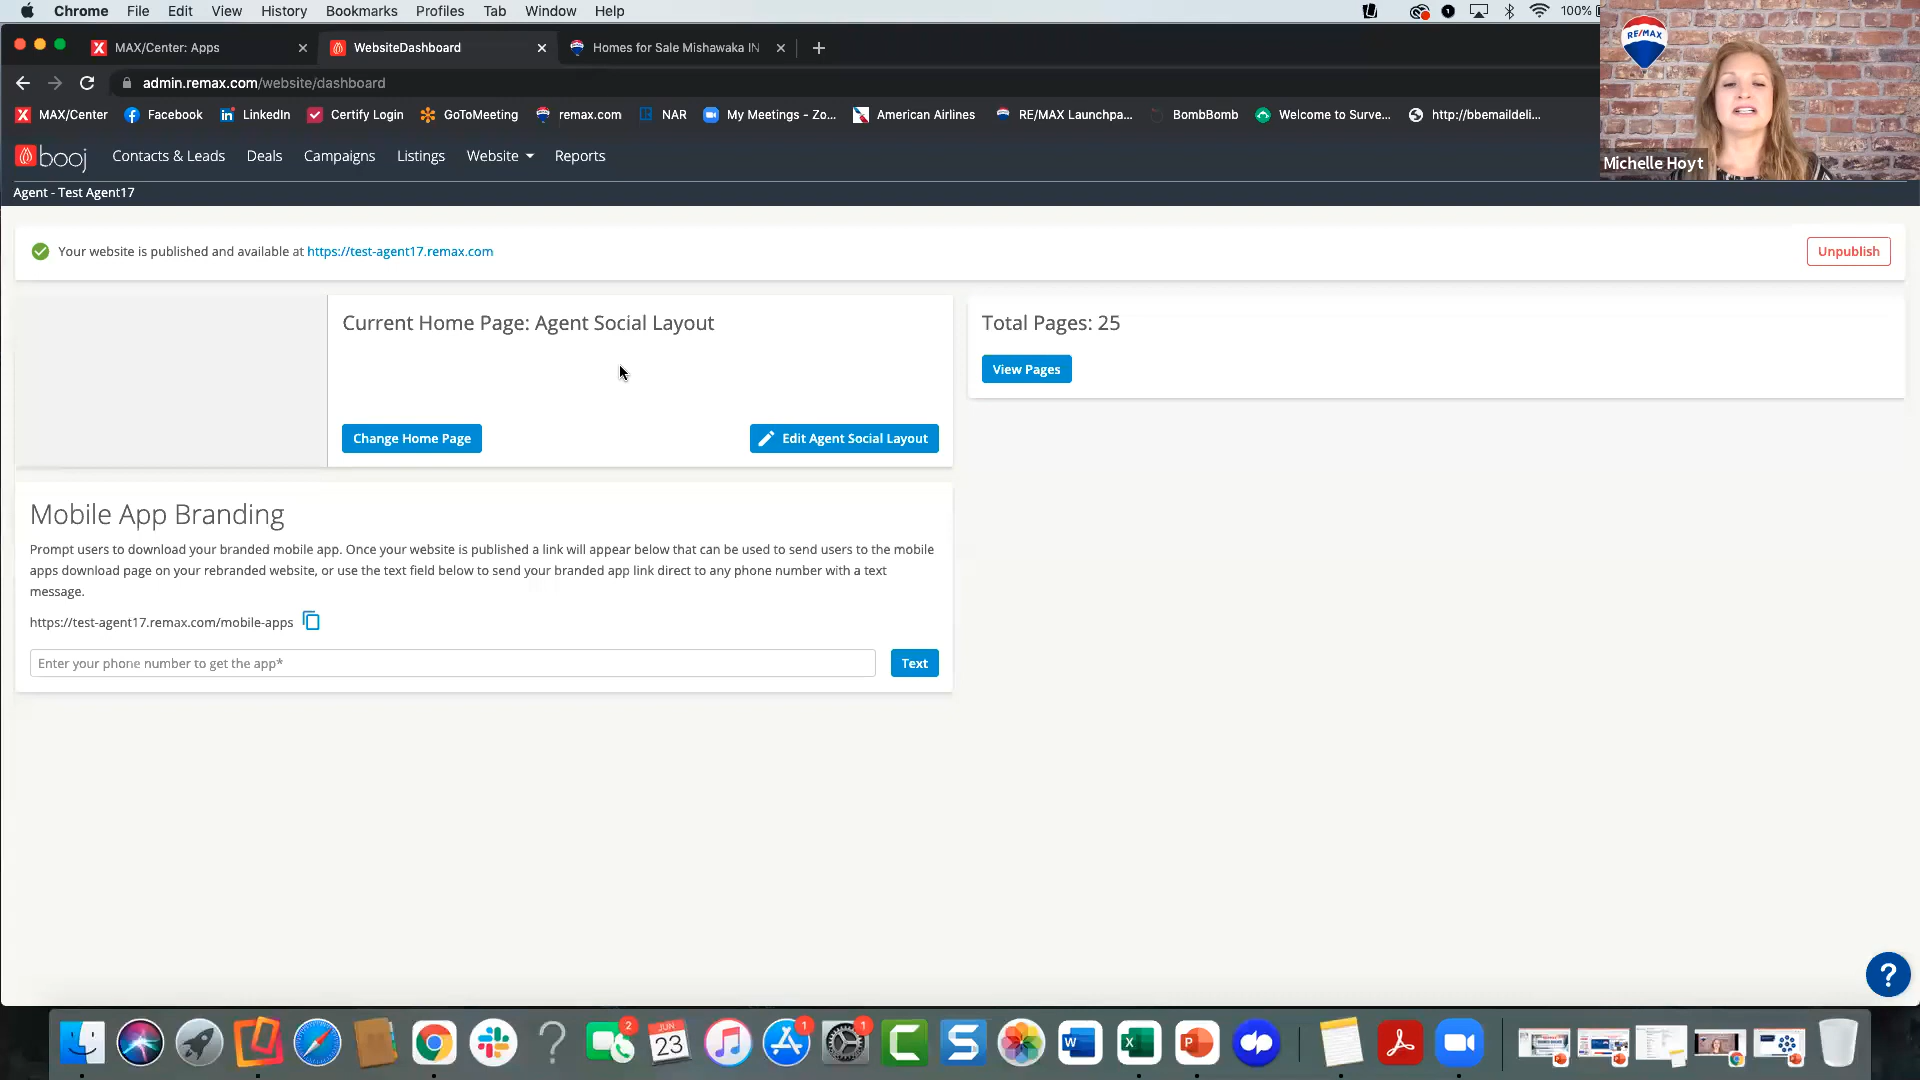 Chrome File Edit View History Bookmarks Profiles Tab Window Help 100%
MAX/Center: Apps WebsiteDashboard Homes for Sale Mishawaka IN
admin.remax.com/website/dashboard
MAX/Center Facebook LinkedIn Certify Login GoToMeeting remax.com NAR My Meetings - Zo... American Airlines RE/MAX Launchpa... BombBomb Welcome to Surve... http://bbemaildeli...
RE/MAX
Michelle Hoyt
booj Contacts & Leads Deals Campaigns Listings Website Reports
Agent - Test Agent17
Your website is published and available at https://test-agent17.remax.com Unpublish
Current Home Page: Agent Social Layout
Change Home Page Edit Agent Social Layout
Total Pages: 25
View Pages
Mobile App Branding
Prompt users to download your branded mobile app. Once your website is published a link will appear below that can be used to send users to the mobile
apps download page on your rebranded website, or use the text field below to send your branded app link direct to any phone number with a text
message.
https://test-agent17.remax.com/mobile-apps
Enter your phone number to get the app* Text
?
2 JUN 23 1 1